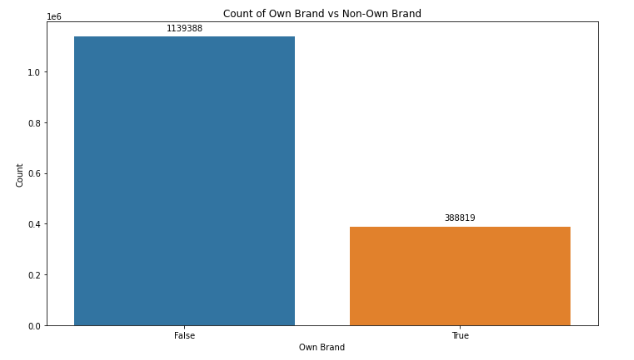 Count of Own Brand vs Non-Own Brand
1e6
1139388
388819
1.0
0.8
0.6
0.4
0.2
0.0
Count
False
True
Own Brand